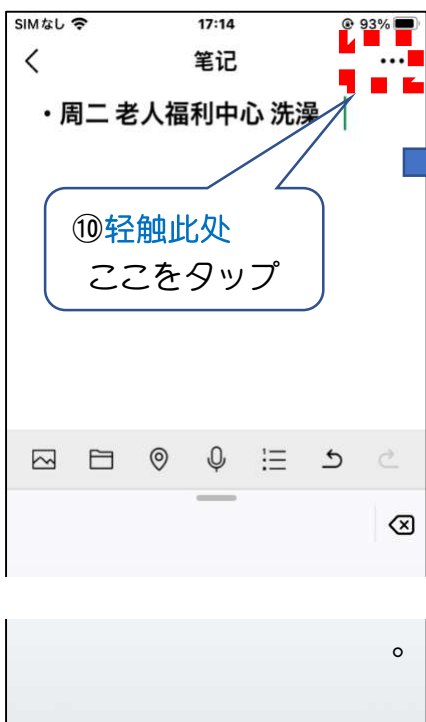 SIMなし 17:14 93%
笔记
・周二 老人福利中心 洗澡
⑩轻触此处
ここをタップ
。